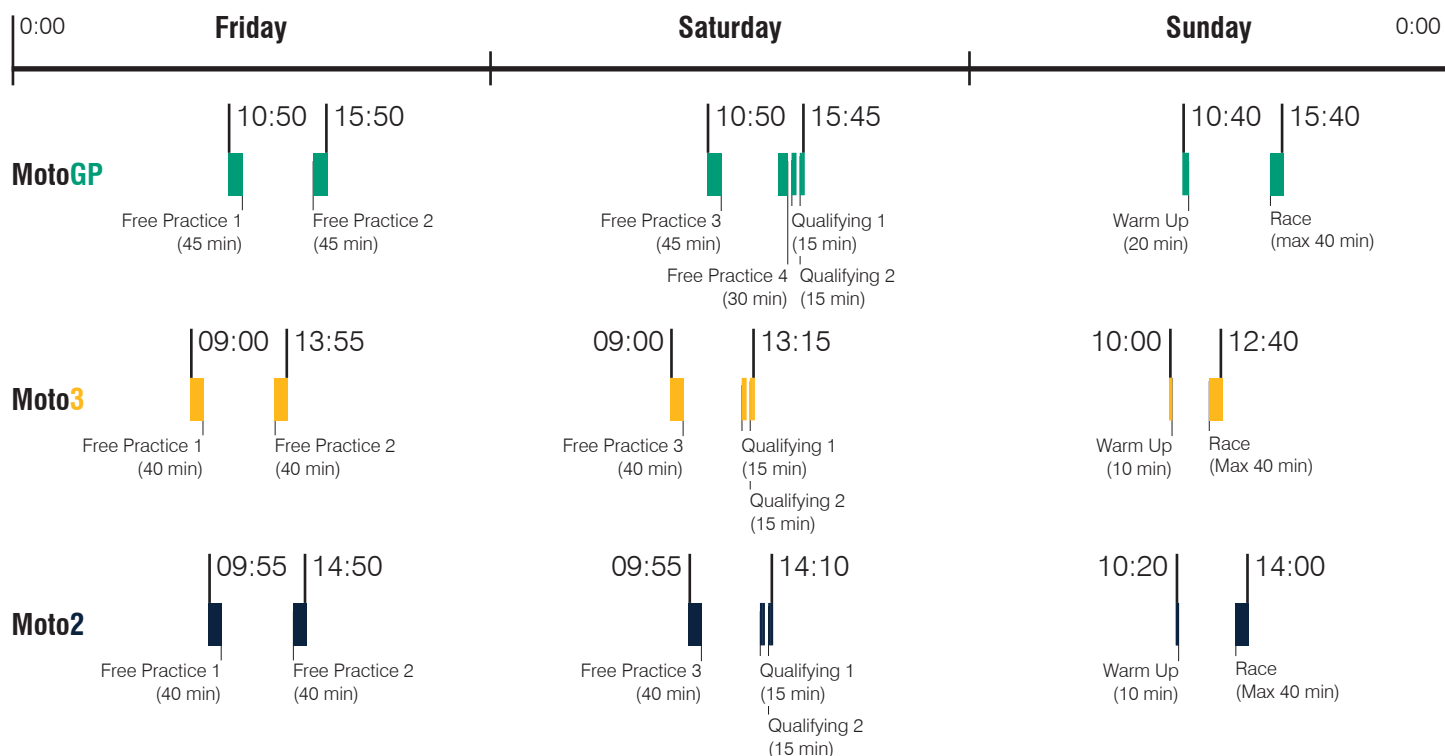 0:00 Friday Saturday Sunday 0:00
10:50 15:50 10:50 15:45 10:40 15:40
MotoGP
Free Practice 1 Free Practice 2 Free Practice 3 Qualifying 1 Warm Up Race
(45 min) (45 min) (45 min) (15 min) (20 min) (max 40 min)
Free Practice 4 Qualifying 2
(30 min) (15 min)
09:00 13:55 09:00 13:15 10:00 12:40
Moto3
Free Practice 1 Free Practice 2 Free Practice 3 Qualifying 1 Warm Up Race
(40 min) (40 min) (40 min) (15 min) (10 min) (Max 40 min)
Qualifying 2
(15 min)
09:55 14:50 09:55 14:10 10:20 14:00
Moto2
Free Practice 1 Free Practice 2 Free Practice 3 Qualifying 1 Warm Up Race
(40 min) (40 min) (40 min) (15 min) (10 min) (Max 40 min)
Qualifying 2
(15 min)